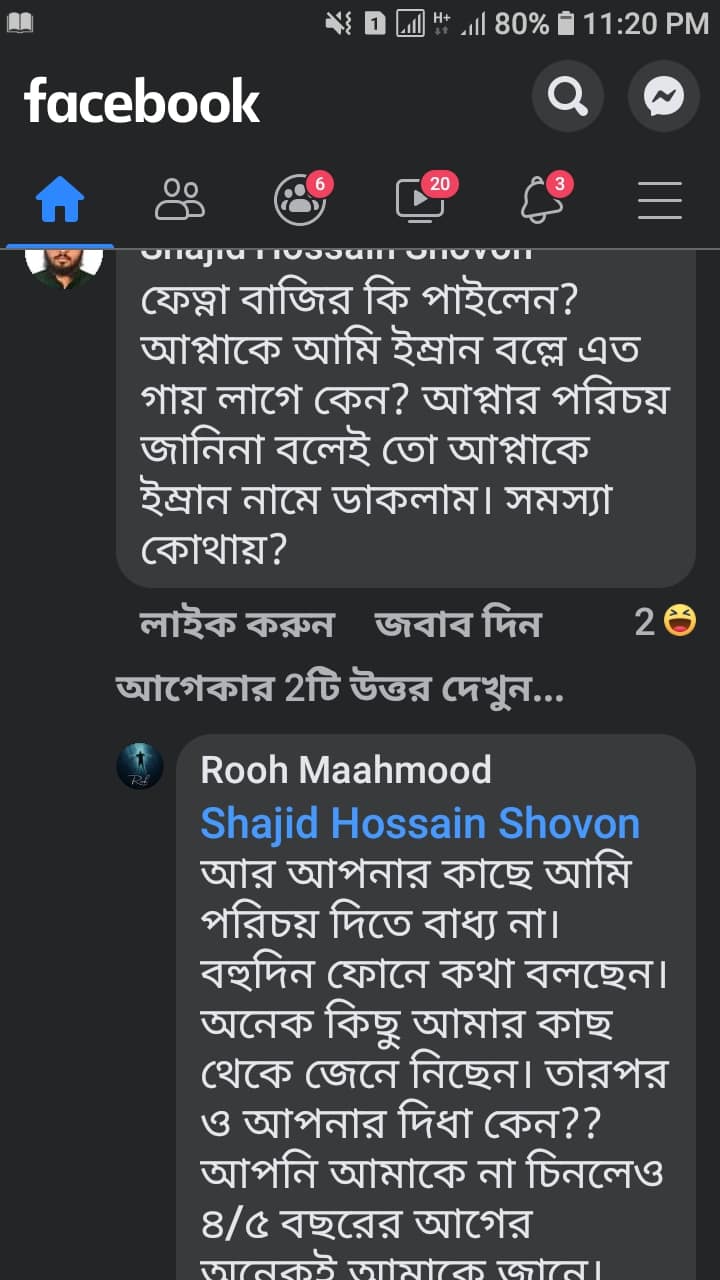 1 H+ 80% 11:20 PM
facebook
6 20 3
Shajid Hossain Shovon
ফেত্না বাজির কি পাইলেন?
আপ্নাকে আমি ইম্রান বল্লে এত
গায় লাগে কেন? আপ্নার পরিচয়
জানিনা বলেই তো আপ্নাকে
ইম্রান নামে ডাকলাম। সমস্যা
কোথায়?
লাইক করুন জবাব দিন 2
আগেকার 2টি উত্তর দেখুন...
Rooh Maahmood
Shajid Hossain Shovon
আর আপনার কাছে আমি
পরিচয় দিতে বাধ্য না।
বহুদিন ফোনে কথা বলছেন।
অনেক কিছু আমার কাছ
থেকে জেনে নিছেন। তারপর
ও আপনার দিধা কেন??
আপনি আমাকে না চিনলেও
৪/৫ বছরের আগের
অনেকই আমাকে জানে।